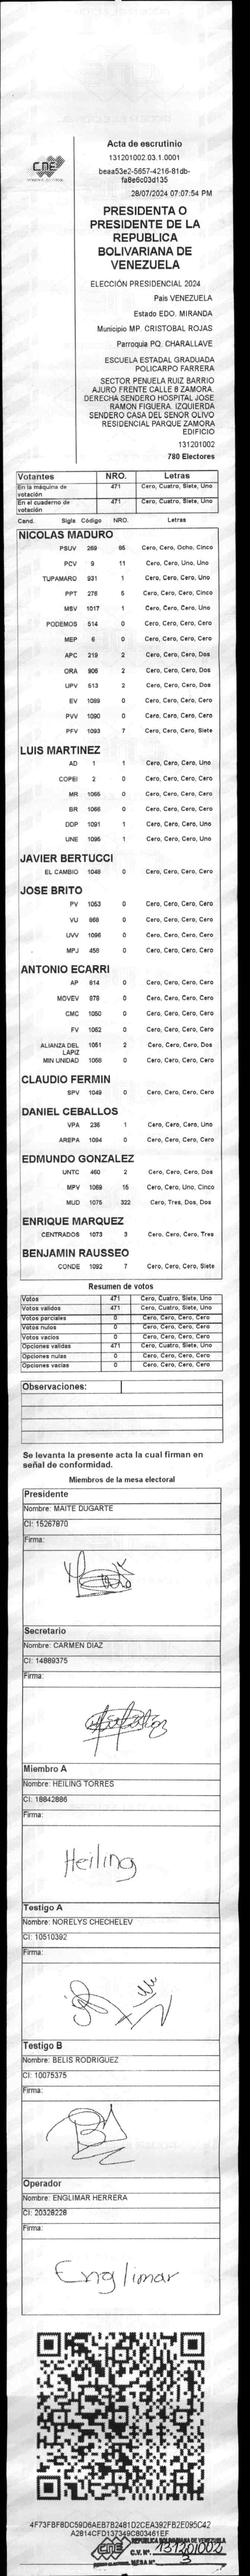 CNE
Acta de escrutinio
131201002.03.1.0001
beaa53e2-5657-4216-81db-
fa8e6c03d135
28/07/2024 07:07:54 PM
PRESIDENTA O
PRESIDENTE DE LA
REPUBLICA
BOLIVARIANA DE
VENEZUELA
ELECCIÓN PRESIDENCIAL 2024
País VENEZUELA
Estado EDO. MIRANDA
Municipio MP. CRISTOBAL ROJAS
Parroquia PQ. CHARALLAVE
ESCUELA ESTADAL GRADUADA
POLICARPO FARRERA
SECTOR PENUELA RUIZ BARRIO
AJURO FRENTE CALLE 8 ZAMORA.
DERECHA SENDERO HOSPITAL JOSE
RAMON FIGUERA. IZQUIERDA
SENDERO CASA DEL SENOR OLIVO
RESIDENCIAL PARQUE ZAMORA
EDIFICIO
131201002
780 Electores
Votantes NRO. Letras
En la máquina de votación 471 Cero, Cuatro, Siete, Uno
En el cuaderno de votación 471 Cero, Cuatro, Siete, Uno
Cand. Sigla Código NRO. Letras
NICOLAS MADURO
PSUV 269 85 Cero, Cero, Ocho, Cinco
PCV 9 11 Cero, Cero, Uno, Uno
TUPAMARO 931 1 Cero, Cero, Cero, Uno
PPT 276 5 Cero, Cero, Cero, Cinco
MSV 1017 1 Cero, Cero, Cero, Uno
PODEMOS 514 0 Cero, Cero, Cero, Cero
MEP 6 0 Cero, Cero, Cero, Cero
APC 219 2 Cero, Cero, Cero, Dos
ORA 906 2 Cero, Cero, Cero, Dos
UPV 513 2 Cero, Cero, Cero, Dos
EV 1089 0 Cero, Cero, Cero, Cero
PVV 1090 0 Cero, Cero, Cero, Cero
PFV 1093 7 Cero, Cero, Cero, Siete
LUIS MARTINEZ
AD 1 1 Cero, Cero, Cero, Uno
COPEI 2 0 Cero, Cero, Cero, Cero
MR 1065 0 Cero, Cero, Cero, Cero
BR 1066 0 Cero, Cero, Cero, Cero
DDP 1091 1 Cero, Cero, Cero, Uno
UNE 1095 1 Cero, Cero, Cero, Uno
JAVIER BERTUCCI
EL CAMBIO 1048 0 Cero, Cero, Cero, Cero
JOSE BRITO
PV 1053 0 Cero, Cero, Cero, Cero
VU 868 0 Cero, Cero, Cero, Cero
UVV 1096 0 Cero, Cero, Cero, Cero
MPJ 458 0 Cero, Cero, Cero, Cero
ANTONIO ECARRI
AP 814 0 Cero, Cero, Cero, Cero
MOVEV 979 0 Cero, Cero, Cero, Cero
CMC 1050 0 Cero, Cero, Cero, Cero
FV 1062 0 Cero, Cero, Cero, Cero
ALIANZA DEL LAPIZ 1051 2 Cero, Cero, Cero, Dos
MIN UNIDAD 1068 0 Cero, Cero, Cero, Cero
CLAUDIO FERMIN
SPV 1049 0 Cero, Cero, Cero, Cero
DANIEL CEBALLOS
VPA 236 1 Cero, Cero, Cero, Uno
AREPA 1094 0 Cero, Cero, Cero, Cero
EDMUNDO GONZALEZ
UNTC 460 2 Cero, Cero, Cero, Dos
MPV 1069 15 Cero, Cero, Uno, Cinco
MUD 1075 322 Cero, Tres, Dos, Dos
ENRIQUE MARQUEZ
CENTRADOS 1073 3 Cero, Cero, Cero, Tres
BENJAMIN RAUSSEO
CONDE 1092 7 Cero, Cero, Cero, Siete
Resumen de votos
Votos 471 Cero, Cuatro, Siete, Uno
Votos validos 471 Cero, Cuatro, Siete, Uno
Votos parciales 0 Cero, Cero, Cero, Cero
Votos nulos 0 Cero, Cero, Cero, Cero
Votos vacios 0 Cero, Cero, Cero, Cero
Opciones validas 471 Cero, Cuatro, Siete, Uno
Opciones nulas 0 Cero, Cero, Cero, Cero
Opciones vacias 0 Cero, Cero, Cero, Cero
Observaciones:
Se levanta la presente acta la cual firman en
señal de conformidad.
Miembros de la mesa electoral
Presidente
Nombre: MAITE DUGARTE
CI: 15267870
Firma:
Secretario
Nombre: CARMEN DIAZ
CI: 14889375
Firma:
Miembro A
Nombre: HEILING TORRES
CI: 18842886
Firma:
Heiling
Testigo A
Nombre: NORELYS CHECHELEV
CI: 10510392
Firma:
Testigo B
Nombre: BELIS RODRIGUEZ
CI: 10075375
Firma:
Operador
Nombre: ENGLIMAR HERRERA
CI: 20328228
Firma:
Englimar
4F73FBF8DC59D6AEB7B2481D2CEA392FB2E095C42
A2814CFD137349C803461EF
REPÚBLICA BOLIVARIANA DE VENEZUELA
C.V. Nº 131201002
MESA Nº 3